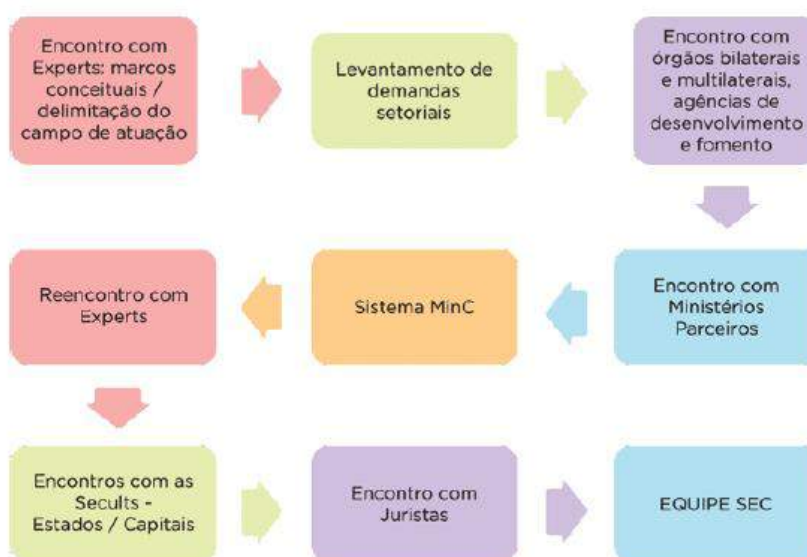 Encontro com
Experts: marcos
conceituais /
delimitação do
campo de atuação
Levantamento de
demandas
setoriais
Encontro com
órgãos bilaterais
e multilaterais,
agências de
desenvolvimento
e fomento
Encontro com
Ministérios
Parceiros
Sistema MinC
Reencontro com
Experts
Encontros com as
Secults -
Estados / Capitais
Encontro com
Juristas
EQUIPE SEC